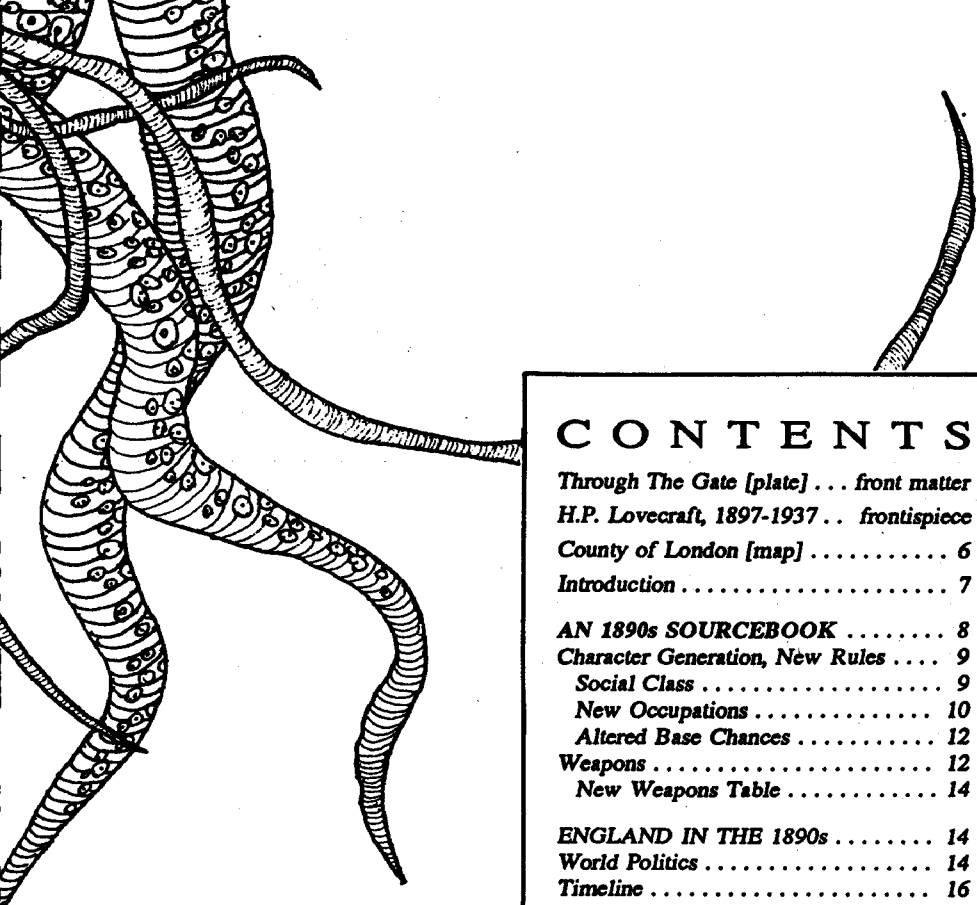 CONTENTS
Through The Gate [plate] ... front matter
H.P. Lovecraft, 1897-1937 .. frontispiece
County of London [map] ........... 6
Introduction ..................... 7
AN 1890s SOURCEBOOK ........ 8
Character Generation, New Rules .... 9
Social Class ................... 9
New Occupations .............. 10
Altered Base Chances ........... 12
Weapons ...................... 12
New Weapons Table ............ 14
ENGLAND IN THE 1890s ........ 14
World Politics .................. 14
Timeline ...................... 16